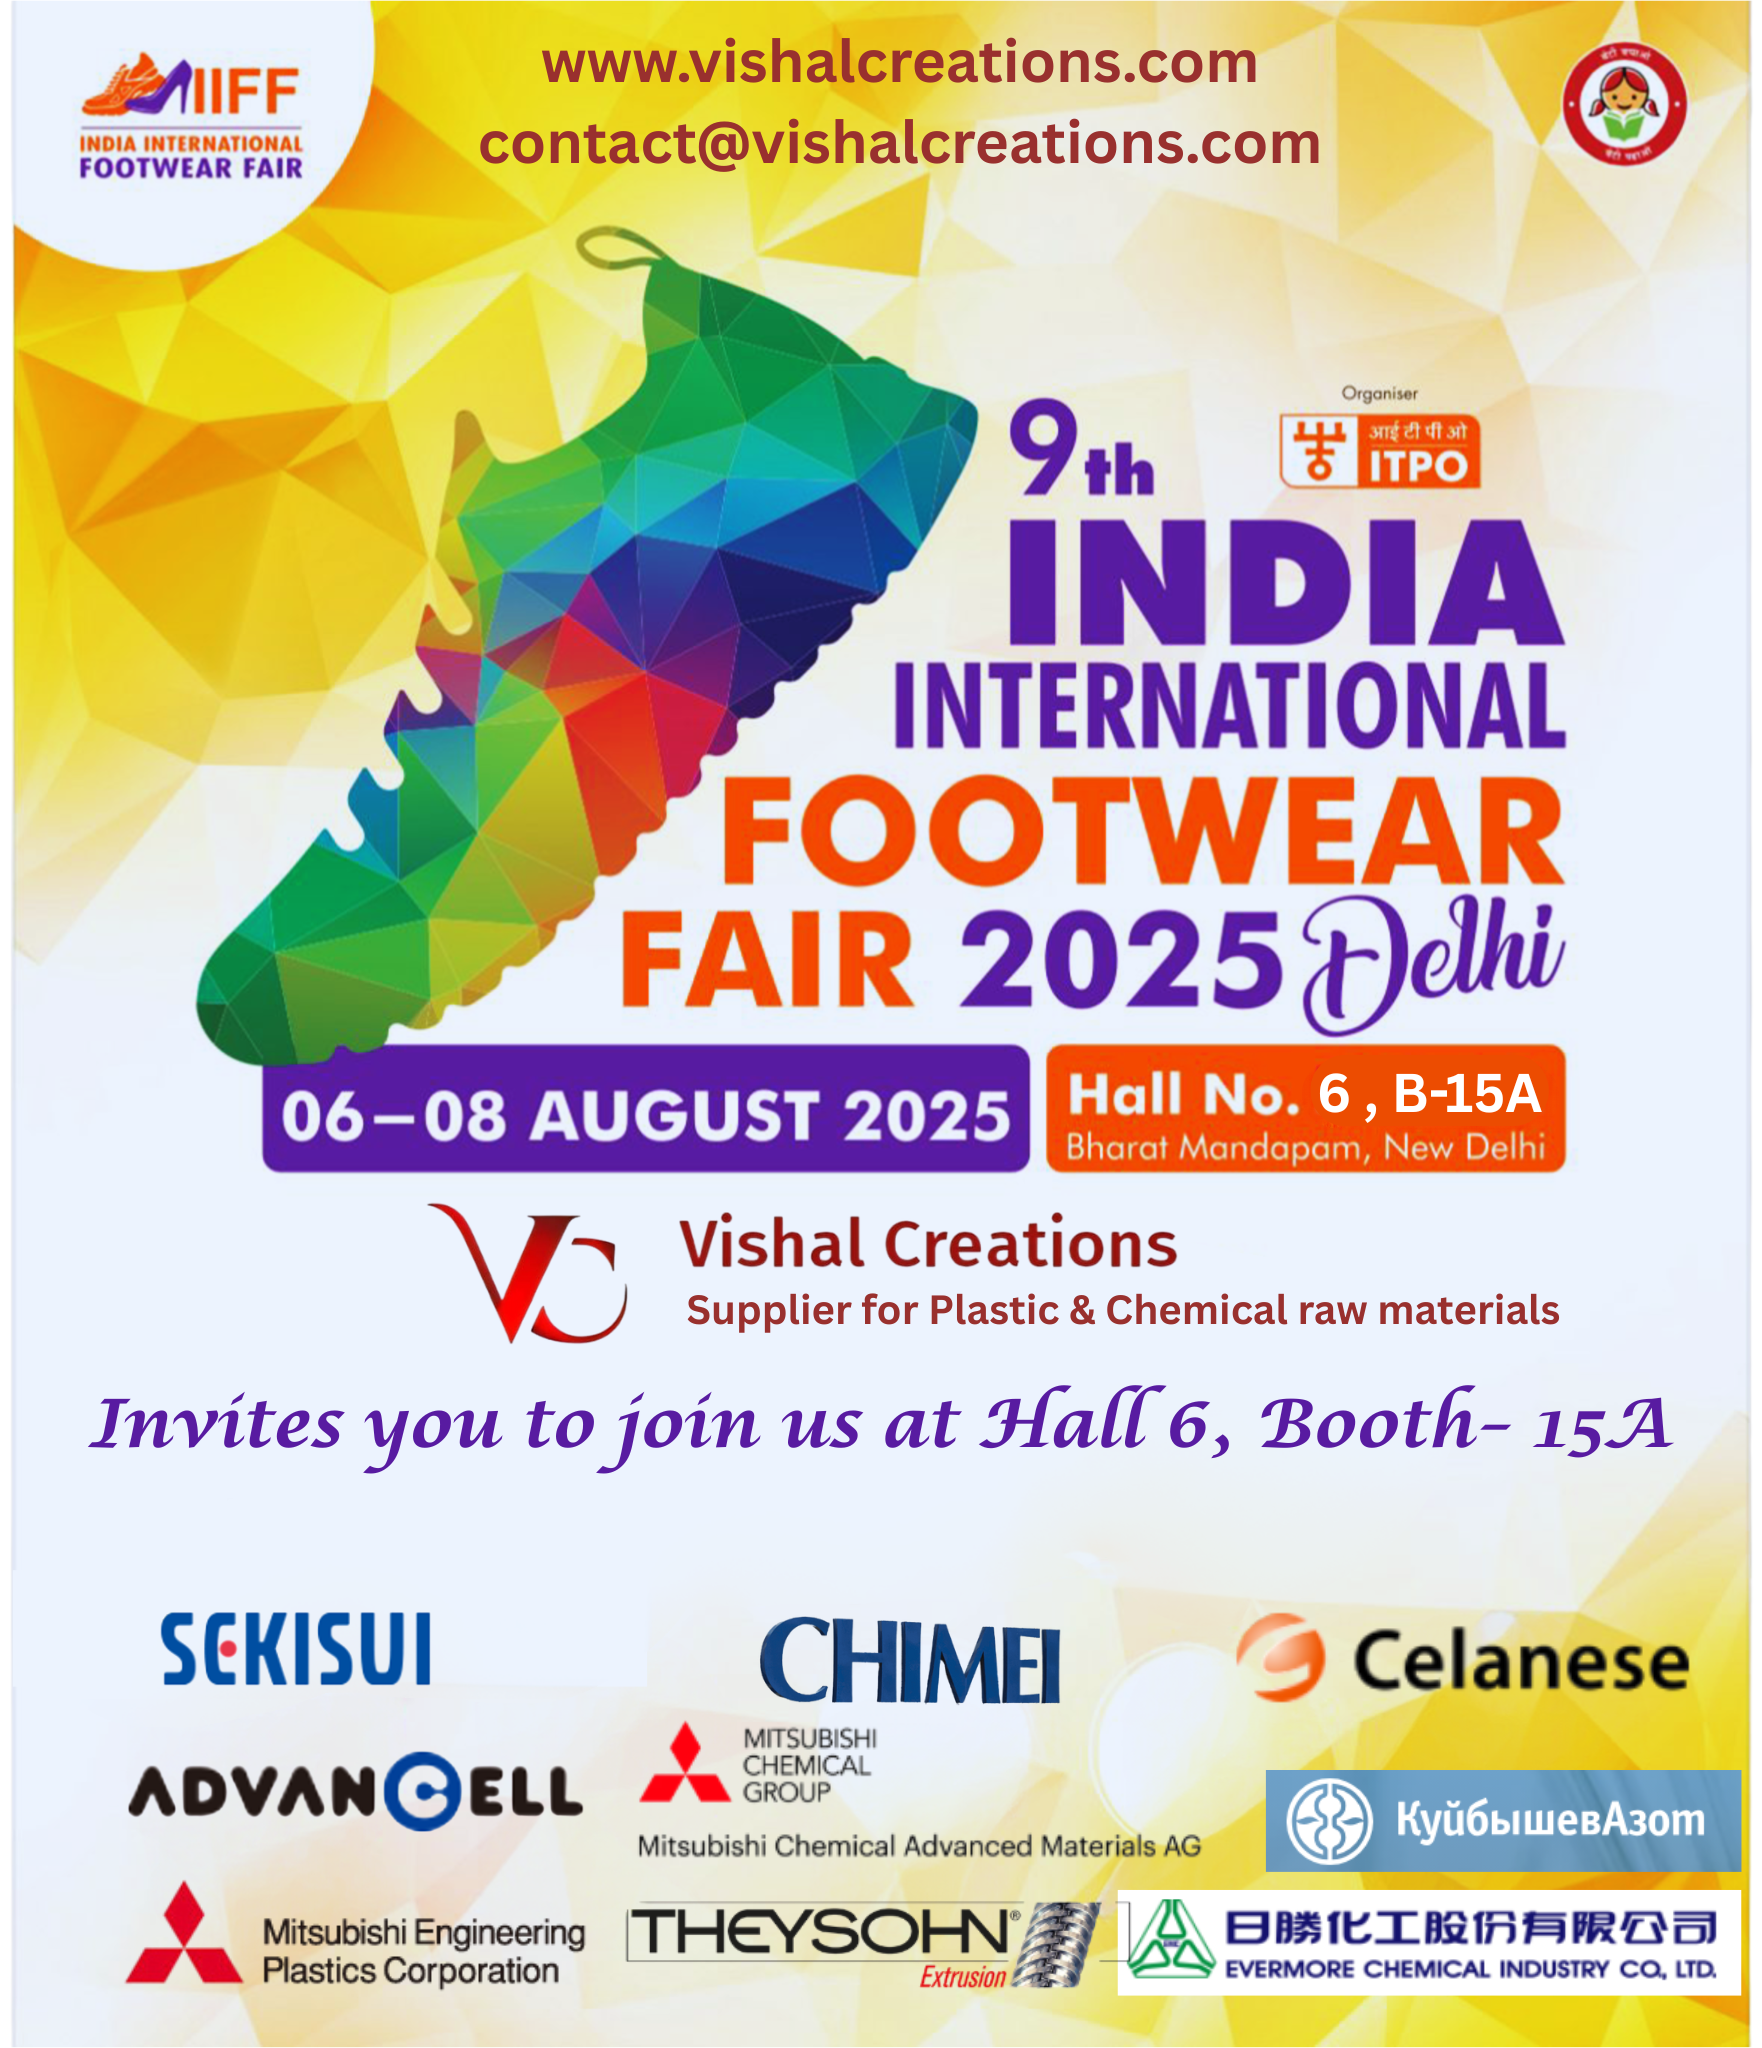 IIFF
INDIA INTERNATIONAL
FOOTWEAR FAIR
www.vishalcreations.com
contact@vishalcreations.com
बेटी बचाओ
बेटी पढ़ाओ
Organiser
आई टी पी ओ
ITPO
9th
INDIA
INTERNATIONAL
FOOTWEAR
FAIR 2025 Delhi
06–08 AUGUST 2025
Hall No. 6 , B-15A
Bharat Mandapam, New Delhi
VC
Vishal Creations
Supplier for Plastic & Chemical raw materials
Invites you to join us at Hall 6, Booth- 15A
SEKISUI
CHIMEI
Celanese
ADVANCELL
MITSUBISHI
CHEMICAL
GROUP
Mitsubishi Chemical Advanced Materials AG
КуйбышевАзот
Mitsubishi Engineering
Plastics Corporation
THEYSOHN®
Extrusion
日勝化工股份有限公司
EVERMORE CHEMICAL INDUSTRY CO., LTD.